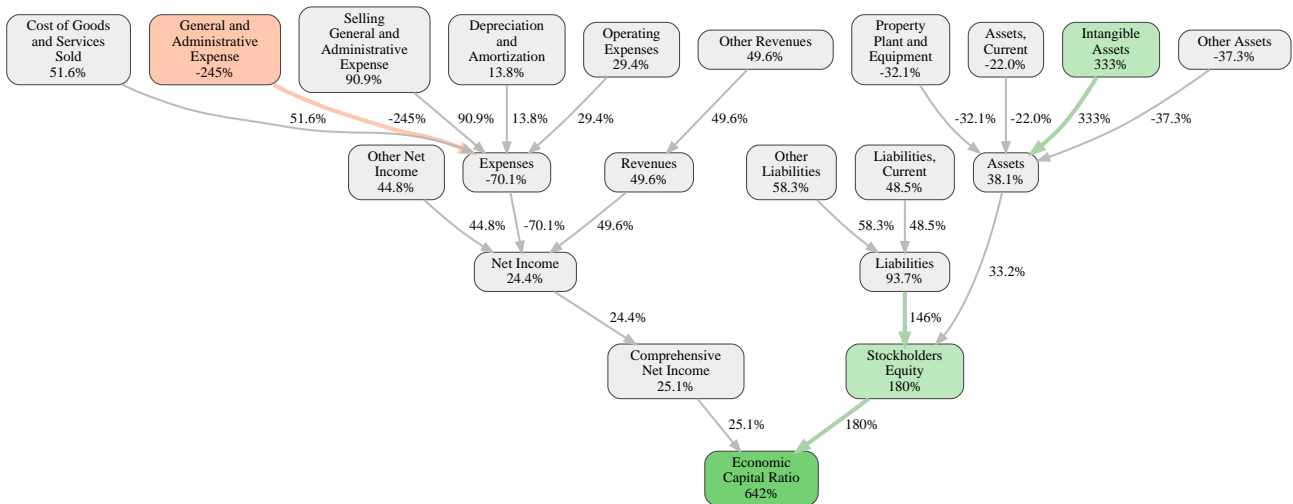 Cost of Goods
and Services
Sold
51.6%
General and
Administrative
Expense
-245%
Selling
General and
Administrative
Expense
90.9%
Depreciation
and
Amortization
13.8%
Operating
Expenses
29.4%
Other Revenues
49.6%
Property
Plant and
Equipment
-32.1%
Assets,
Current
-22.0%
Intangible
Assets
333%
Other Assets
-37.3%
51.6%
-245%
90.9%
13.8%
29.4%
49.6%
-32.1%
-22.0%
333%
-37.3%
Other Net
Income
44.8%
Expenses
-70.1%
Revenues
49.6%
Other
Liabilities
58.3%
Liabilities,
Current
48.5%
Assets
38.1%
44.8%
-70.1%
49.6%
58.3%
48.5%
Net Income
24.4%
Liabilities
93.7%
33.2%
24.4%
146%
Comprehensive
Net Income
25.1%
Stockholders
Equity
180%
25.1%
180%
Economic
Capital Ratio
642%